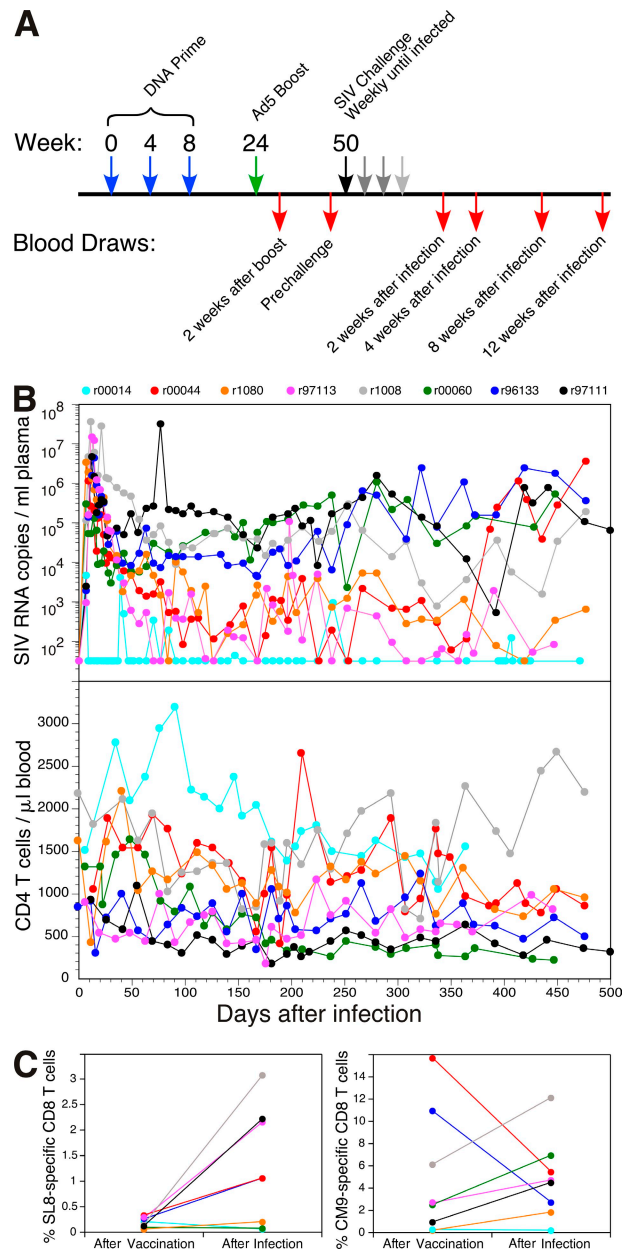 A
DNA Prime
Ad5 Boost
SIV Challenge
Weekly until infected
Week: 0 4 8 24 50
Blood Draws:
2 weeks after boost
Prechallenge
2 weeks after infection
4 weeks after infection
8 weeks after infection
12 weeks after infection
B
r00014 r00044 r1080 r97113 r1008 r00060 r96133 r97111
SIV RNA copies / ml plasma
10^8
10^7
10^6
10^5
10^4
10^3
10^2
CD4 T cells / μl blood
3000
2500
2000
1500
1000
500
0
0 50 100 150 200 250 300 350 400 450 500
Days after infection
C
% SL8-specific CD8 T cells
3
2.5
2
1.5
1
0.5
0
After Vaccination After Infection
% CM9-specific CD8 T cells
16
14
12
10
8
6
4
2
0
After Vaccination After Infection